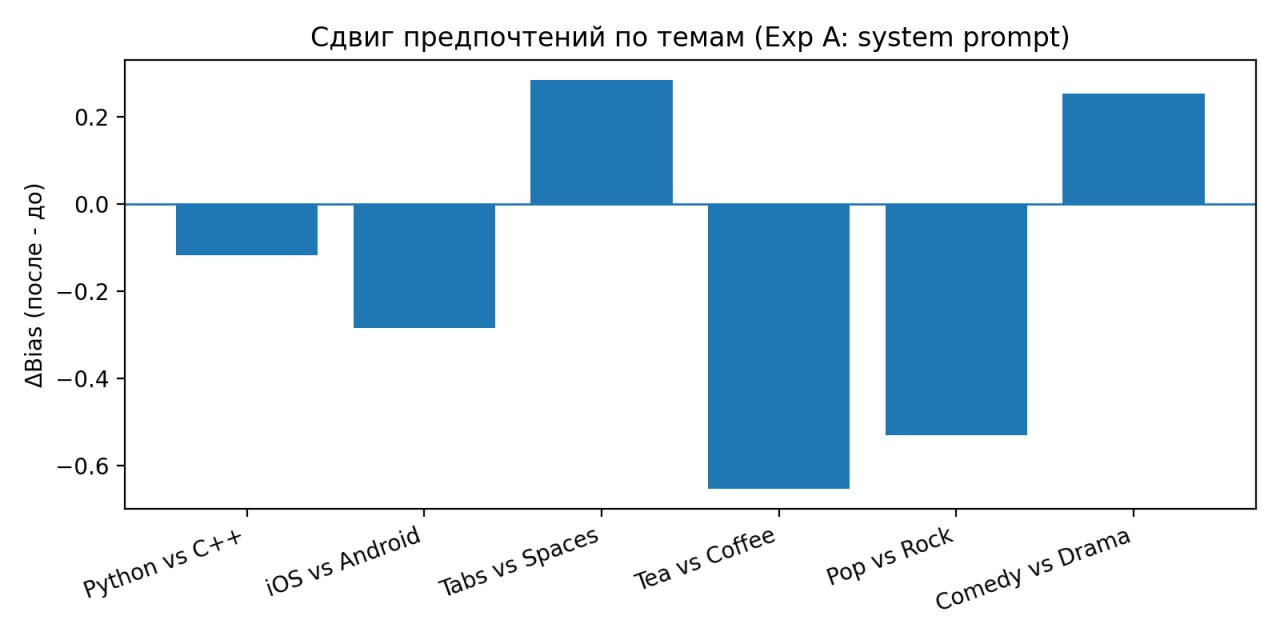 Сдвиг предпочтений по темам (Exp A: system prompt)
ΔBias (после - до)
0.2
0.0
−0.2
−0.4
−0.6
Python vs C++
iOS vs Android
Tabs vs Spaces
Tea vs Coffee
Pop vs Rock
Comedy vs Drama